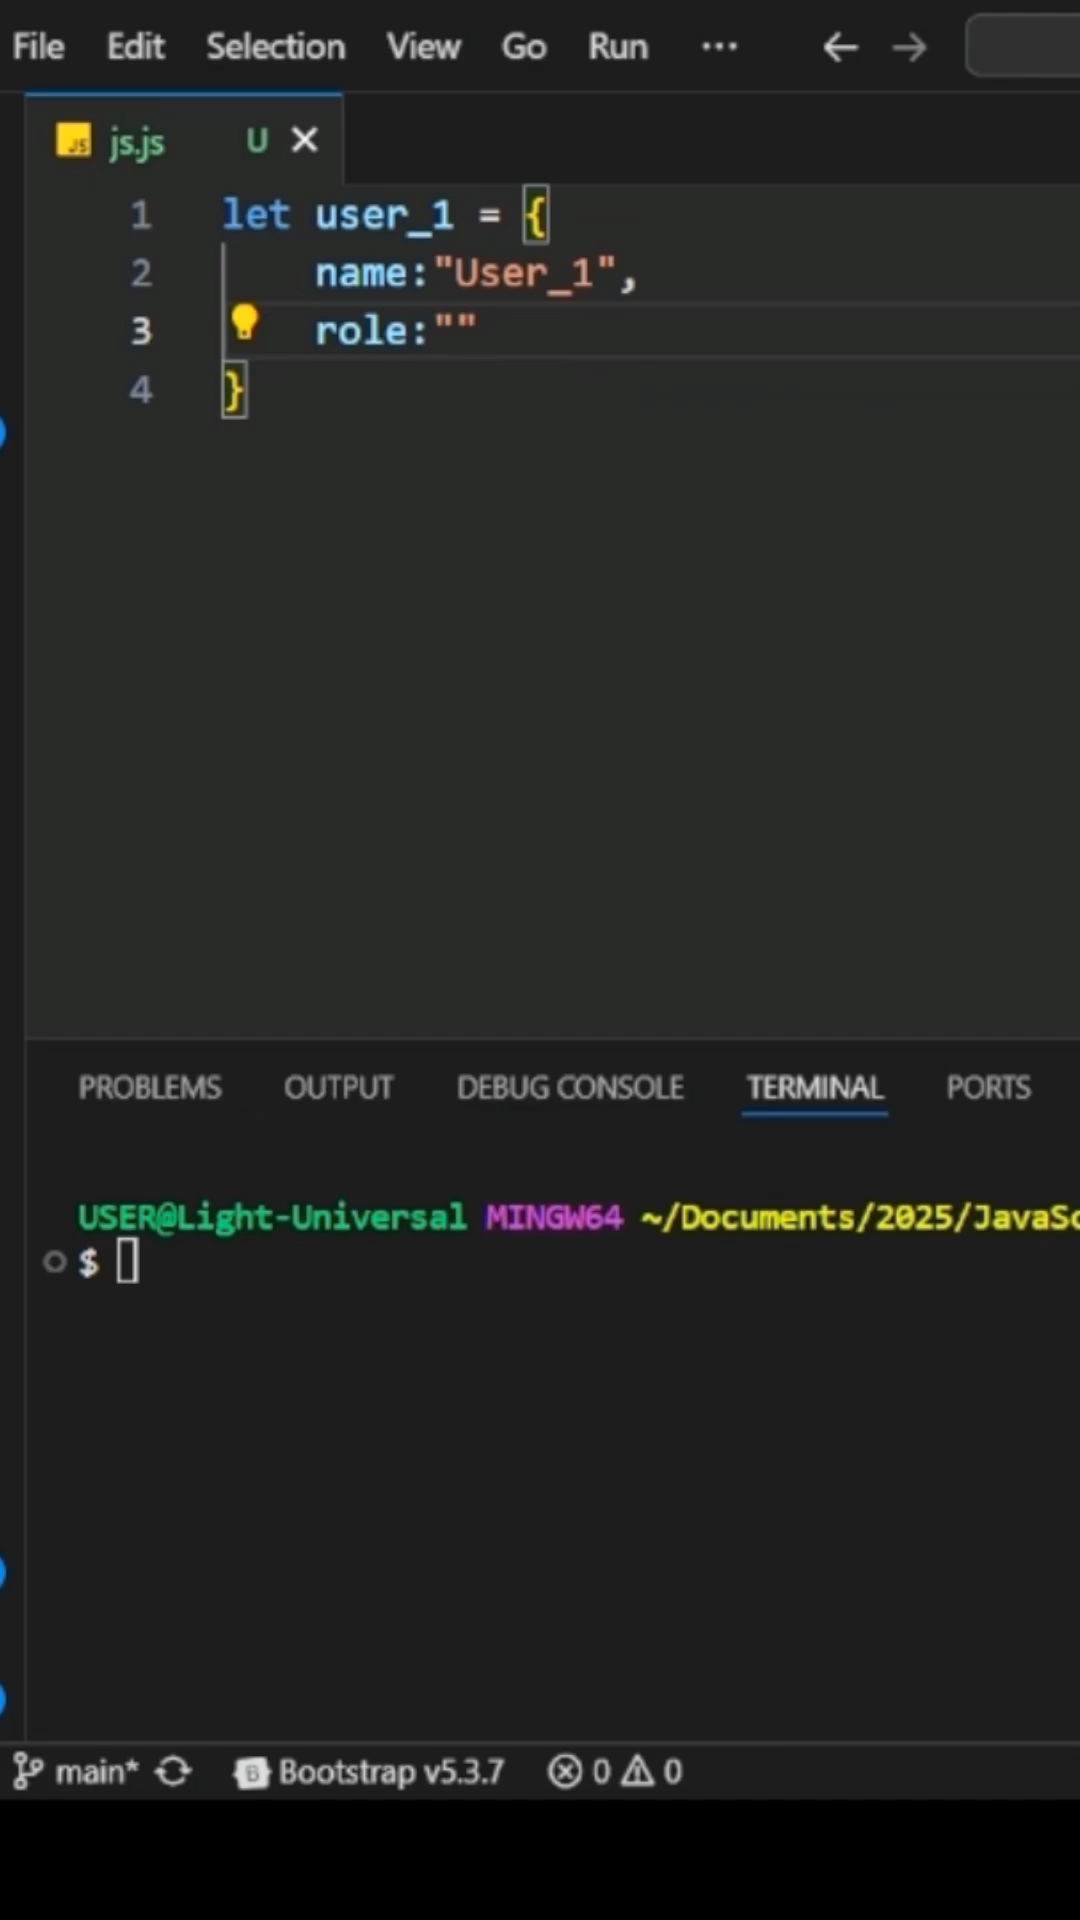 File Edit Selection View Go Run ...
JS js.js U
1 let user_1 = {
2 name:"User_1",
3 role:""
4 }
PROBLEMS OUTPUT DEBUG CONSOLE TERMINAL PORTS
USER@Light-Universal MINGW64 ~/Documents/2025/JavaSc
$
main* B Bootstrap v5.3.7 0 0